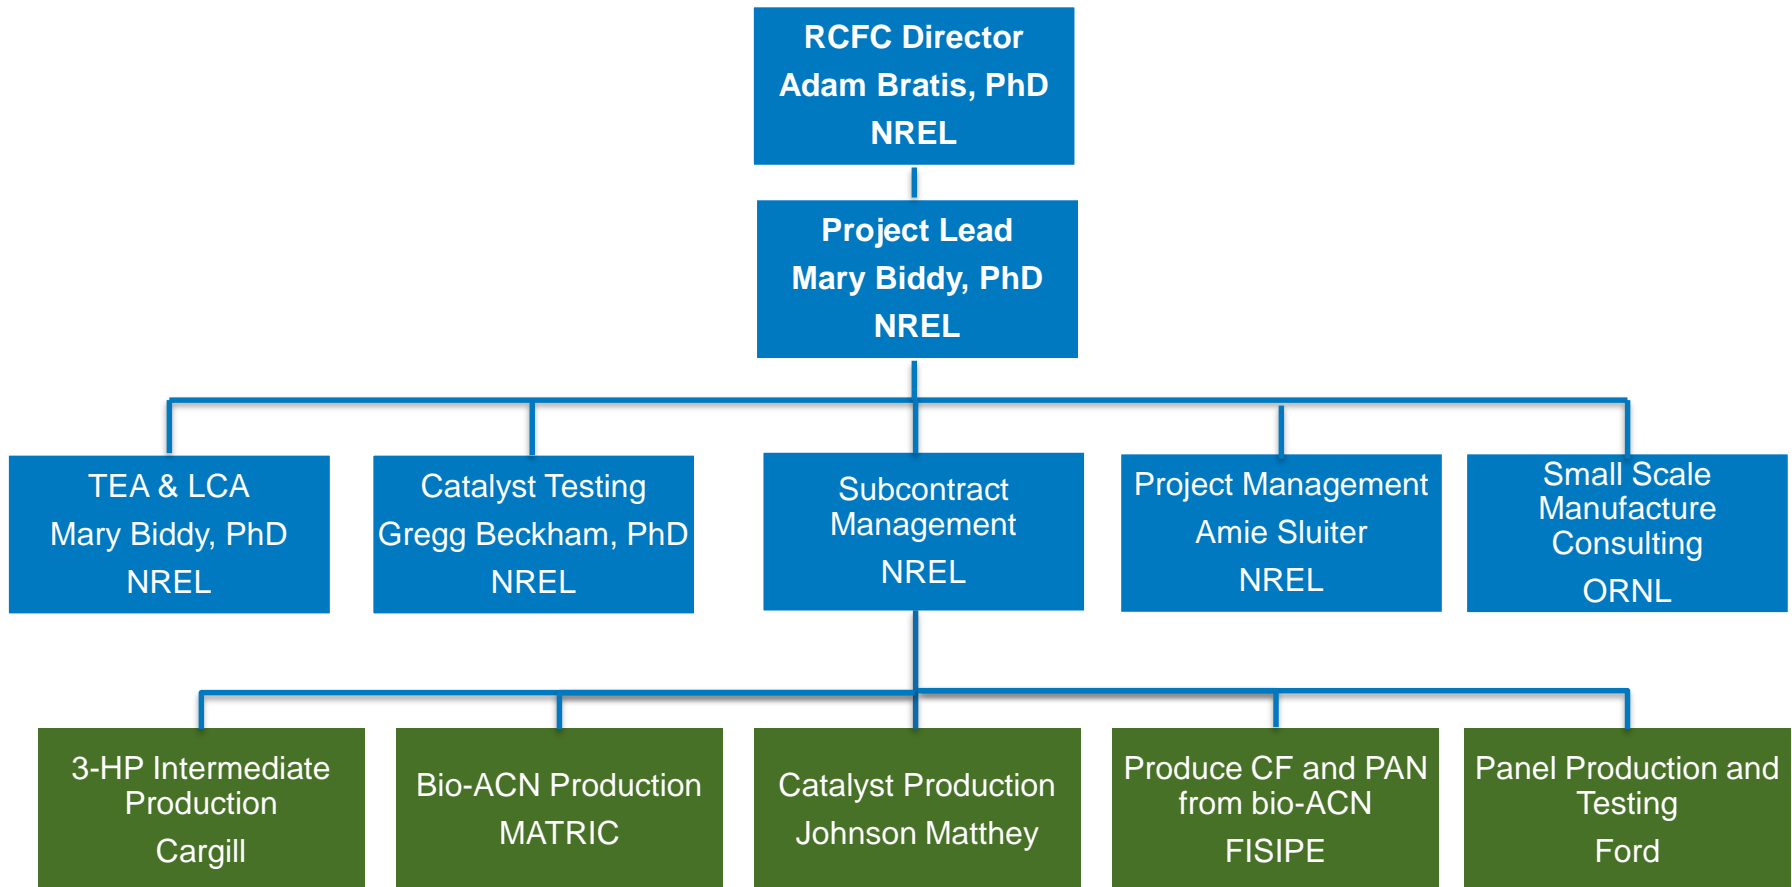 RCFC Director
Adam Bratis, PhD
NREL
Project Lead
Mary Biddy, PhD
NREL
TEA & LCA
Mary Biddy, PhD
NREL
Catalyst Testing
Gregg Beckham, PhD
NREL
Subcontract
Management
NREL
Project Management
Amie Sluiter
NREL
Small Scale
Manufacture
Consulting
ORNL
3-HP Intermediate
Production
Cargill
Bio-ACN Production
MATRIC
Catalyst Production
Johnson Matthey
Produce CF and PAN
from bio-ACN
FISIPE
Panel Production and
Testing
Ford